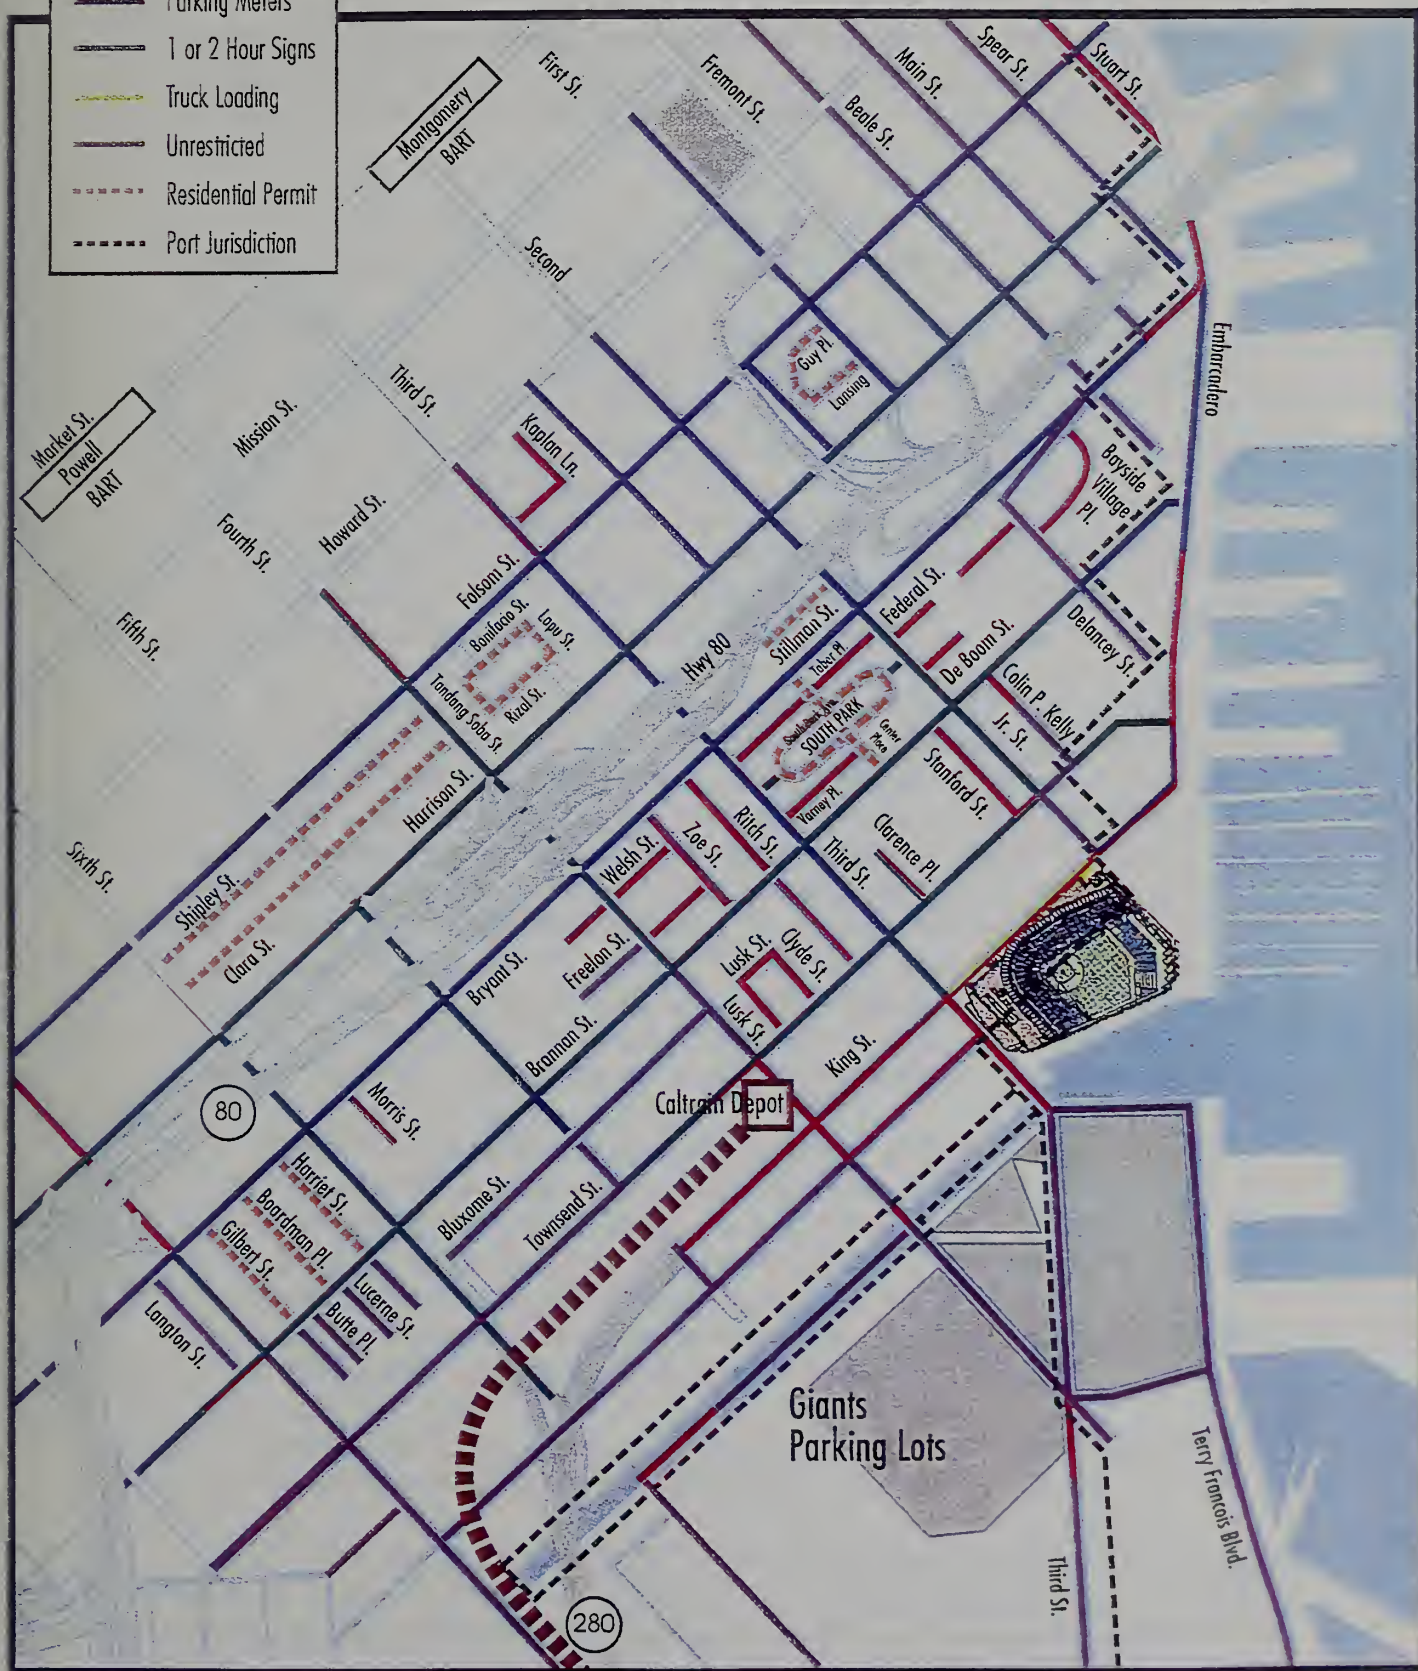 Parking Meters
1 or 2 Hour Signs
Truck Loading
Unrestricted
Residential Permit
Port Jurisdiction
Montgomery
BART
First St.
Fremont St.
Beale St.
Main St.
Spear St.
Stuart St.
Second
Guy Pl.
Lansing
Embarcadero
Market St.
Powell
BART
Mission St.
Third St.
Kaplan Ln.
Fourth St.
Howard St.
Folsom St.
Bayside
Village
Pl.
Fifth St.
Bonifacio St.
Lapu St.
Tandang Soba St.
Rizal St.
Hwy 80
Stillman St.
Tabor Pl.
Federal St.
De Boom St.
Delancey St.
Colin P. Kelly
Jr. St.
South Park Av.
SOUTH PARK
Center
Place
Varney Pl.
Stanford St.
Harrison St.
Sixth St.
Shipley St.
Clara St.
Welsh St.
Zoe St.
Ritch St.
Third St.
Clarence Pl.
Bryant St.
Freelon St.
Lusk St.
Clyde St.
Lusk St.
Brannan St.
King St.
80
Morris St.
Caltrain Depot
Harriet St.
Boardman Pl.
Gilbert St.
Bluxome St.
Townsend St.
Langton St.
Lucerne St.
Butte Pl.
Giants
Parking Lots
Terry Francois Blvd.
Third St.
280